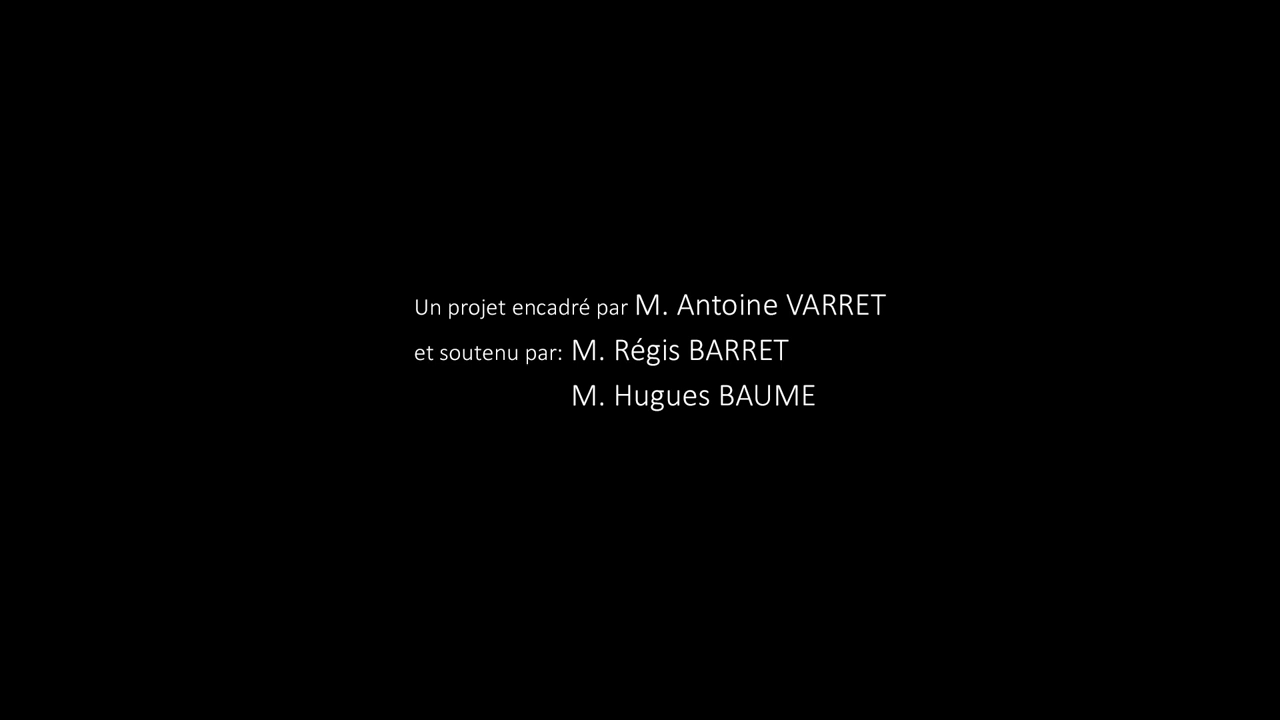 Un projet encadré par M. Antoine VARRET
et soutenu par: M. Régis BARRET
M. Hugues BAUME